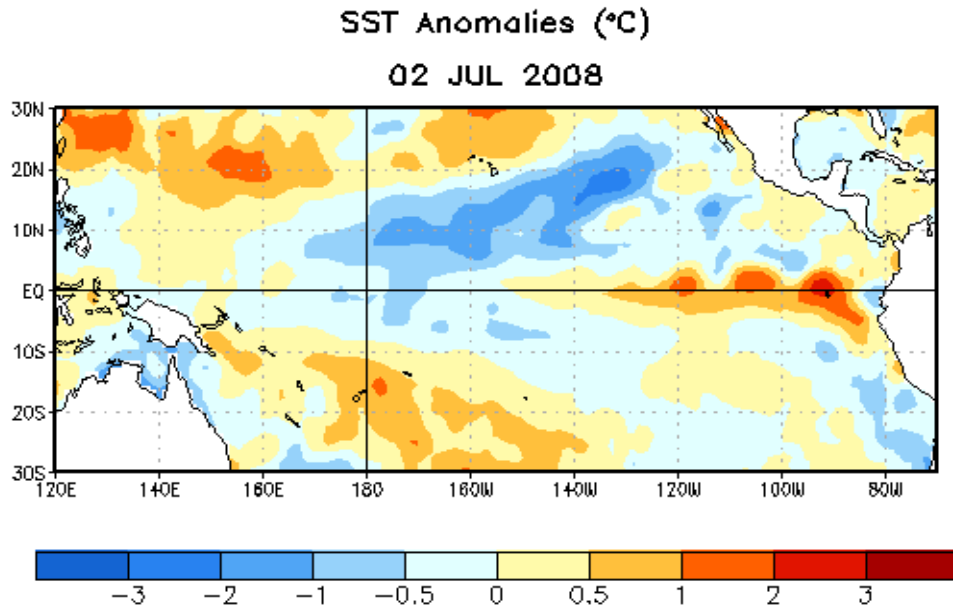 SST Anomalies (°C)
02 JUL 2008
30N
20N
10N
EQ
10S
20S
30S
120E 140E 160E 180 160W 140W 120W 100W 80W
-3 -2 -1 -0.5 0 0.5 1 2 3